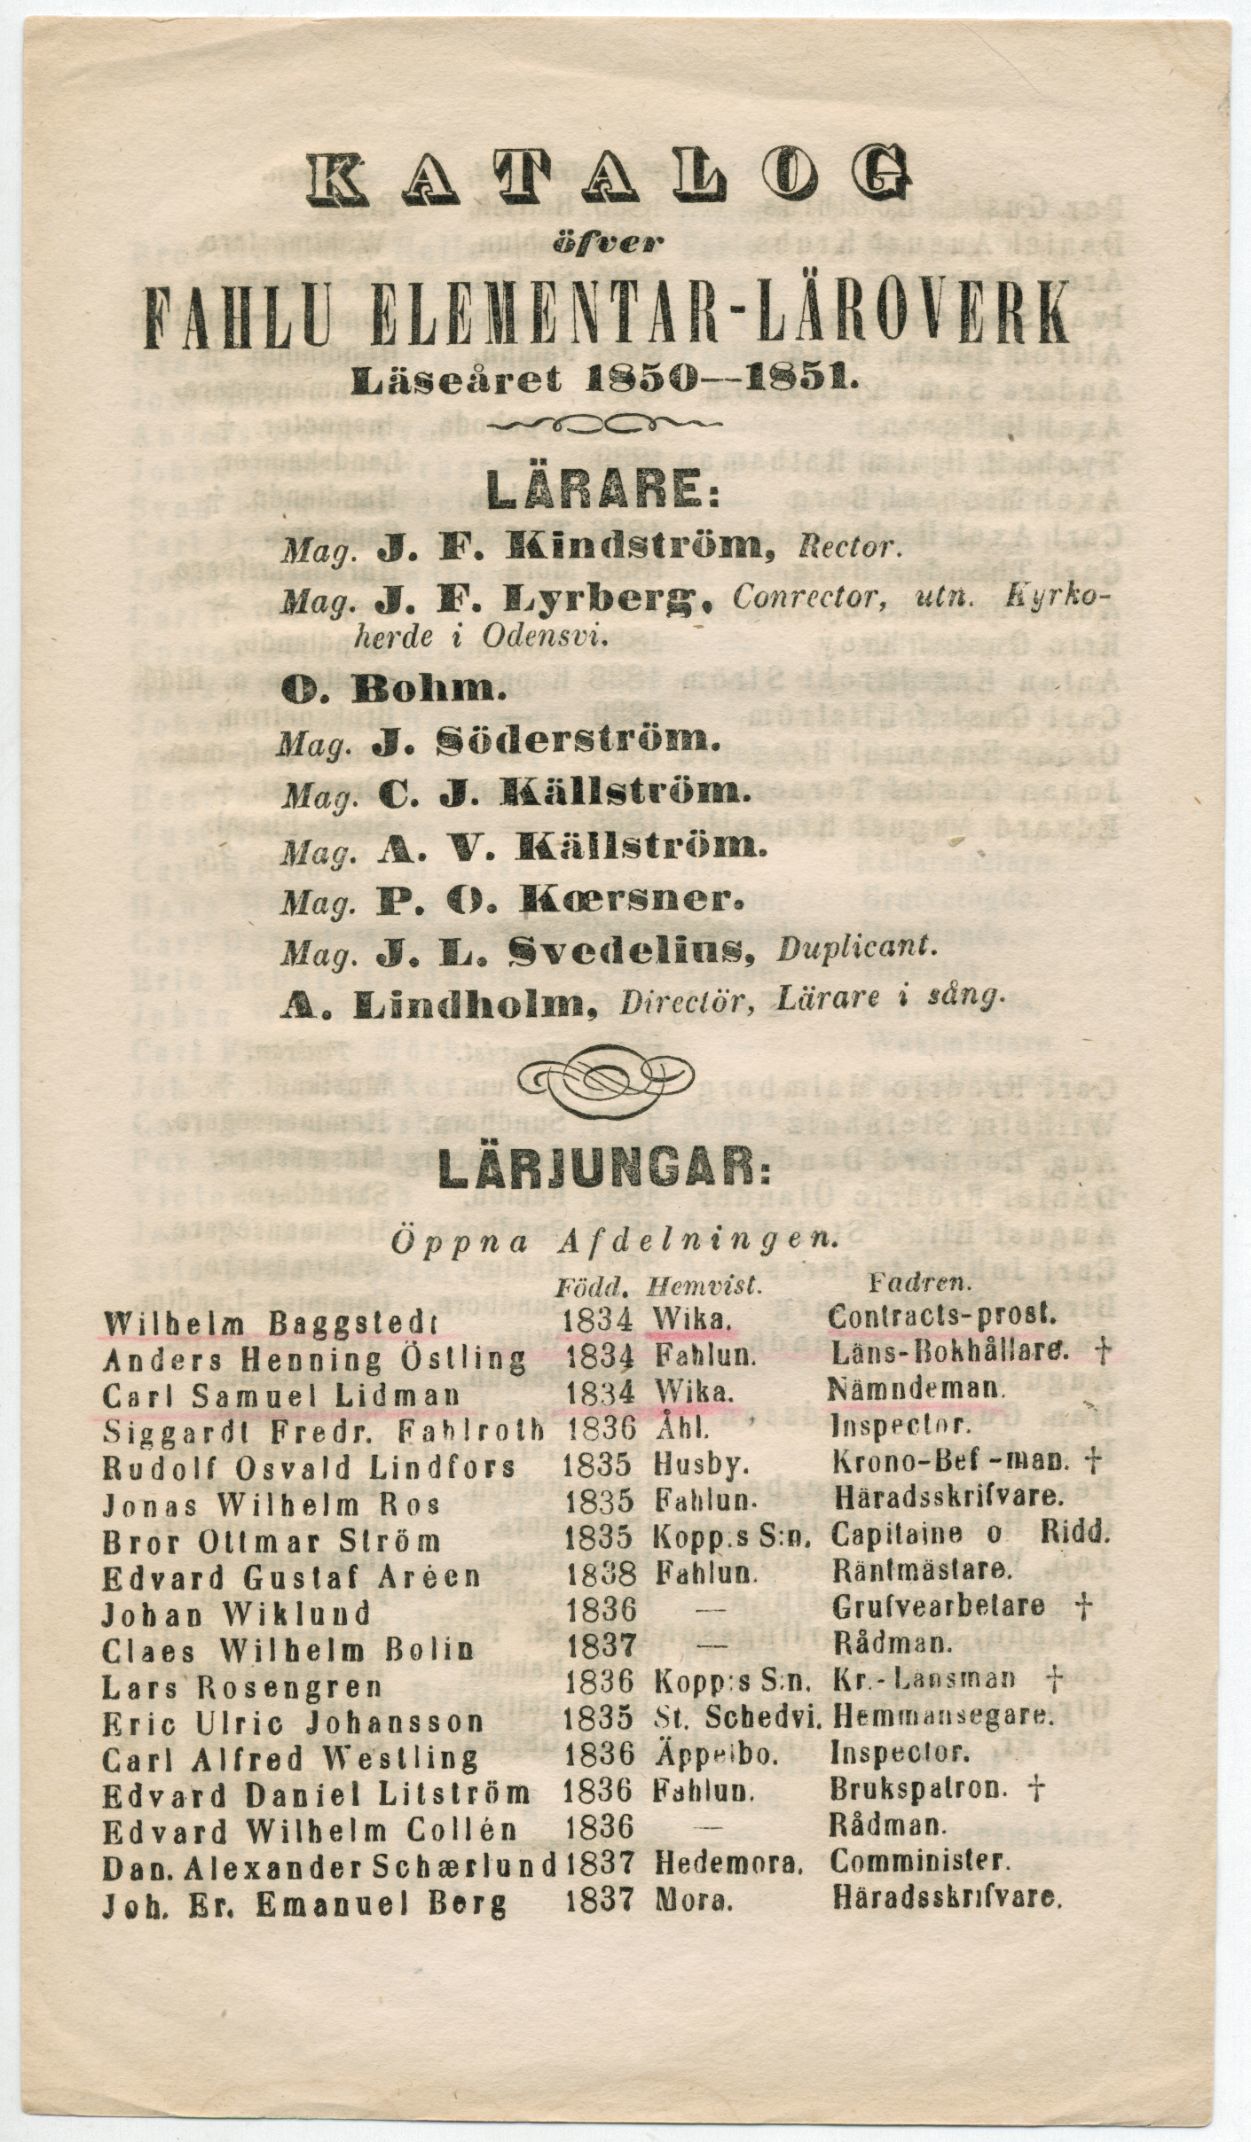 KATALOG
öfver
FAHLU ELEMENTAR-LÄROVERK
Läseåret 1850—1851.
LÄRARE:
Mag. J. F. Kindström, Rector.
Mag. J. F. Lyrberg, Conrector, utn. Kyrko-
herde i Odensvi.
O. Bohm.
Mag. J. Söderström.
Mag. C. J. Källström.
Mag. A. V. Källström.
Mag. P. O. Kœrsner.
Mag. J. L. Svedelius, Duplicant.
A. Lindholm, Directör, Lärare i sång.
LÄRJUNGAR:
Öppna Afdelningen.
Född. Hemvist. Fadren.
Wilhelm Baggstedt 1834 Wika. Contracts-prost.
Anders Henning Östling 1834 Fahlun. Läns-Bokhållare. †
Carl Samuel Lidman 1834 Wika. Nämndeman.
Siggardt Fredr. Fahlroth 1836 Åhl. Inspector.
Rudolf Osvald Lindfors 1835 Husby. Krono-Bef-man. †
Jonas Wilhelm Ros 1835 Fahlun. Häradsskrifvare.
Bror Ottmar Ström 1835 Kopp:s S:n. Capitaine o Ridd.
Edvard Gustaf Aréen 1838 Fahlun. Räntmästare.
Johan Wiklund 1836 — Grufvearbetare †
Claes Wilhelm Bolin 1837 — Rådman.
Lars Rosengren 1836 Kopp:s S:n. Kr.-Lansman †
Eric Ulric Johansson 1835 St. Schedvi. Hemmansegare.
Carl Alfred Westling 1836 Äppelbo. Inspector.
Edvard Daniel Litström 1836 Fahlun. Brukspatron. †
Edvard Wilhelm Collén 1836 — Rådman.
Dan. Alexander Schærlund 1837 Hedemora. Comminister.
Joh. Er. Emanuel Berg 1837 Mora. Häradsskrifvare.